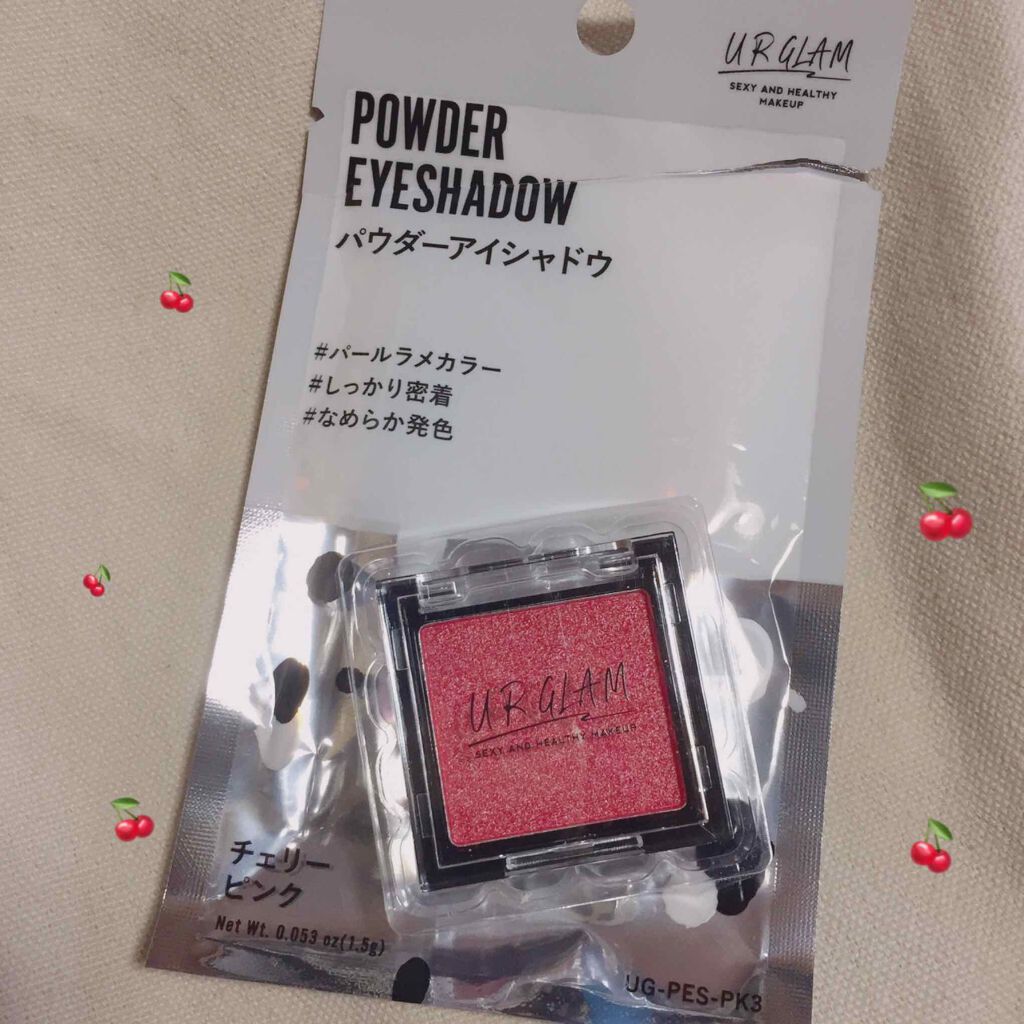 URGLAM
SEXY AND HEALTHY
MAKEUP
POWDER
EYESHADOW
パウダーアイシャドウ
#パールラメカラー
#しっかり密着
#なめらか発色
URGLAM
SEXY AND HEALTHY MAKEUP
チェリー
ピンク
Net Wt. 0.053 oz(1.5g)
UG-PES-PK3